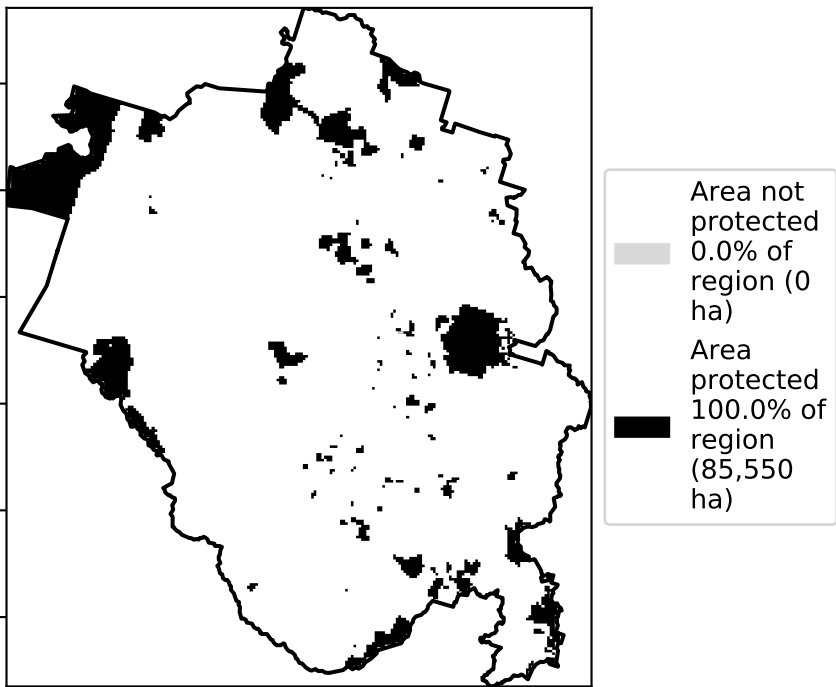 Area not
protected
0.0% of
region (0
ha)
Area
protected
100.0% of
region
(85,550
ha)